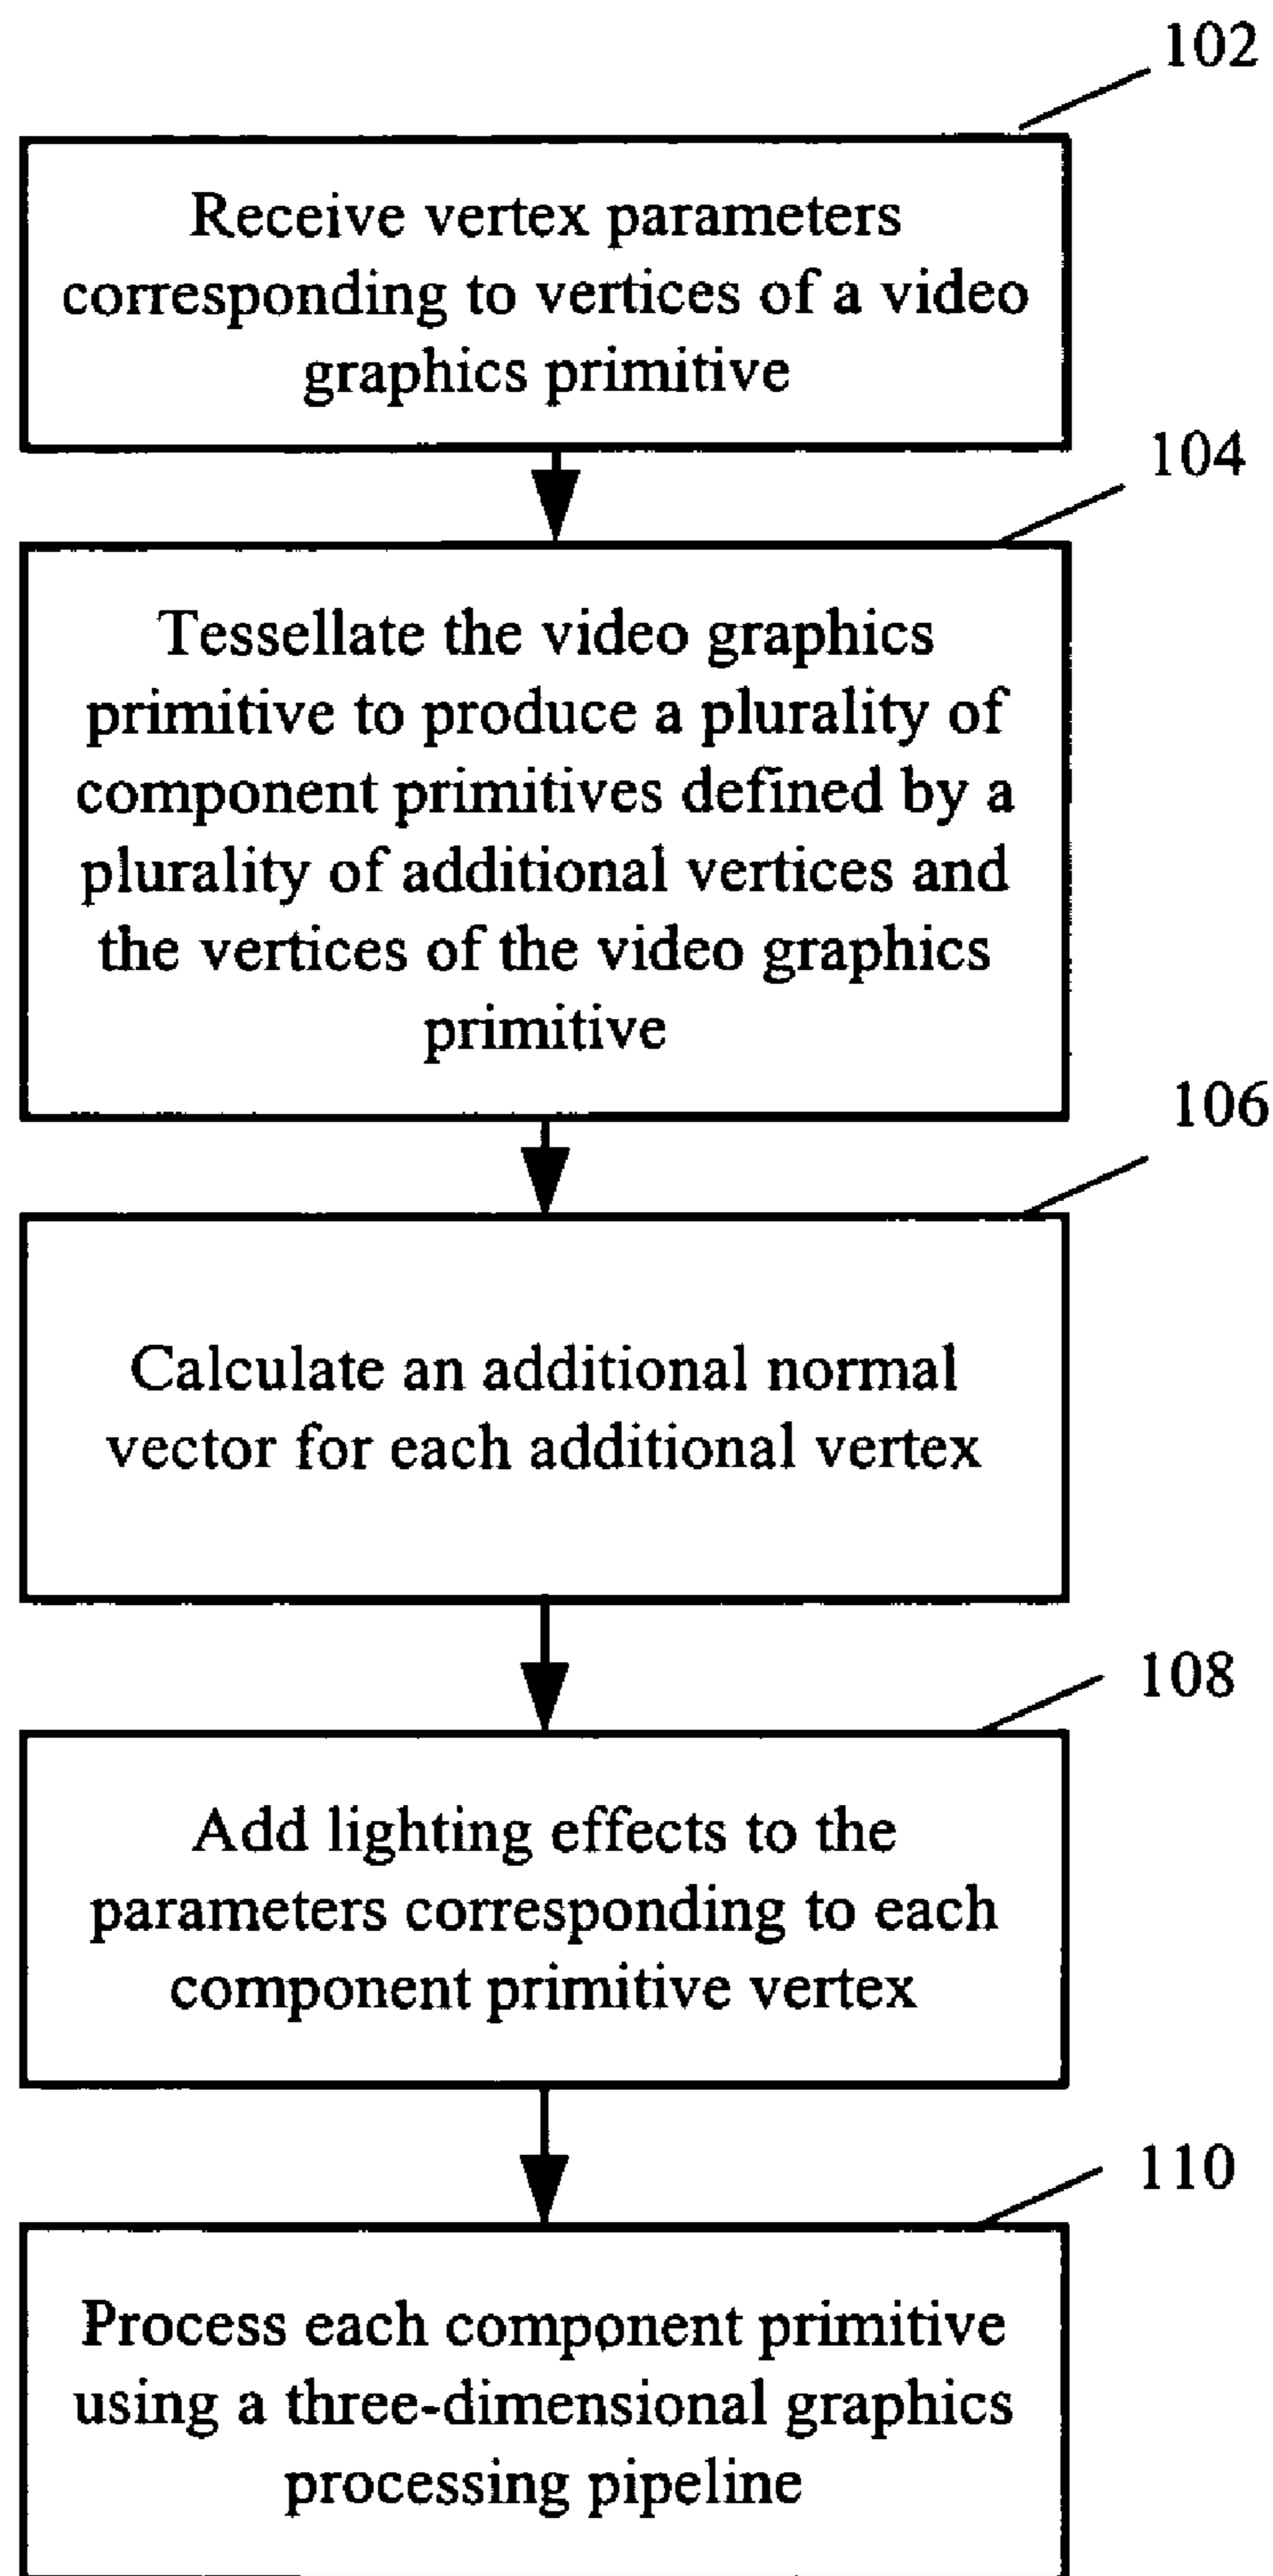 102
Receive vertex parameters
corresponding to vertices of a video
graphics primitive
104
Tessellate the video graphics
primitive to produce a plurality of
component primitives defined by a
plurality of additional vertices and
the vertices of the video graphics
primitive
106
Calculate an additional normal
vector for each additional vertex
108
Add lighting effects to the
parameters corresponding to each
component primitive vertex
110
Process each component primitive
using a three-dimensional graphics
processing pipeline